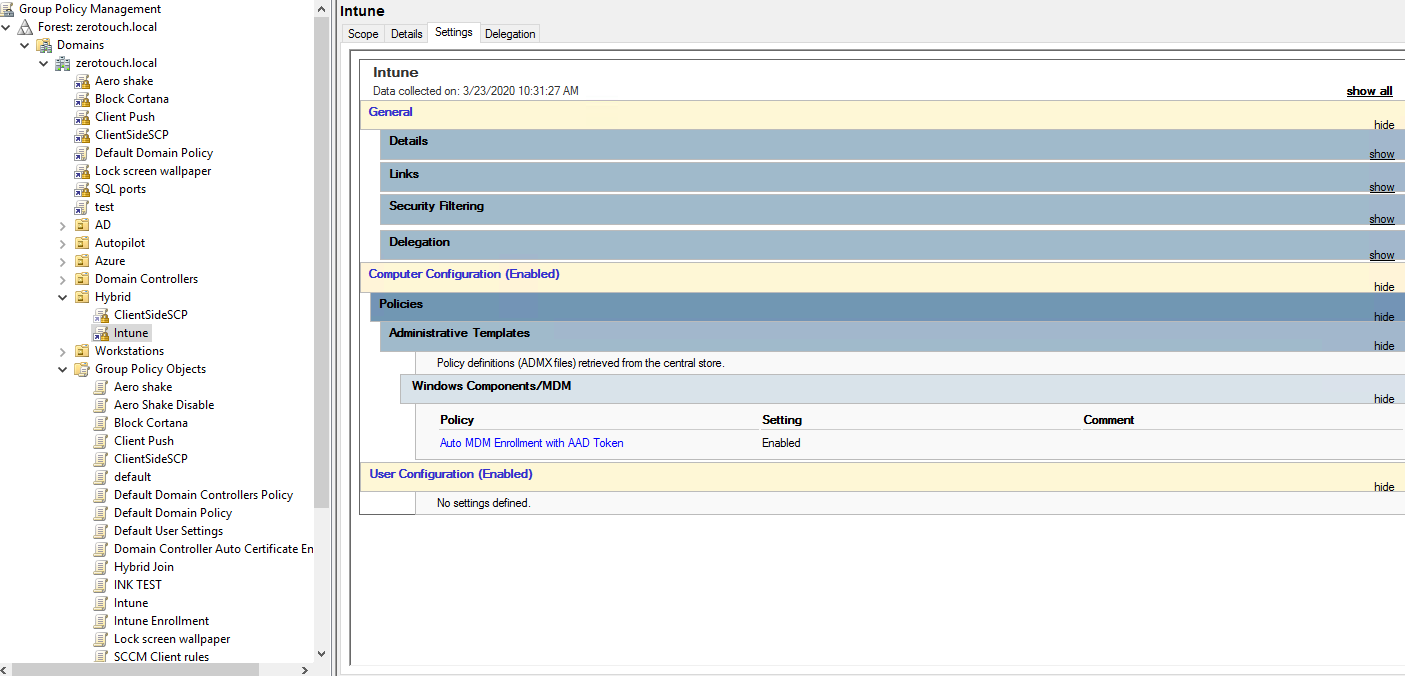 Group Policy Management
Forest: zerotouch.local
Domains
zerotouch.local
Aero shake
Block Cortana
Client Push
ClientSideSCP
Default Domain Policy
Lock screen wallpaper
SQL ports
test
AD
Autopilot
Azure
Domain Controllers
Hybrid
ClientSideSCP
Intune
Workstations
Group Policy Objects
Aero shake
Aero Shake Disable
Block Cortana
Client Push
ClientSideSCP
default
Default Domain Controllers Policy
Default Domain Policy
Default User Settings
Domain Controller Auto Certificate En
Hybrid Join
INK TEST
Intune
Intune Enrollment
Lock screen wallpaper
SCCM Client rules
Intune
Scope Details Settings Delegation
Intune
Data collected on: 3/23/2020 10:31:27 AM show all
General
hide
Details
show
Links
show
Security Filtering
show
Delegation
show
Computer Configuration (Enabled)
hide
Policies
hide
Administrative Templates
hide
Policy definitions (ADMX files) retrieved from the central store.
Windows Components/MDM
hide
Policy Setting Comment
Auto MDM Enrollment with AAD Token Enabled
User Configuration (Enabled)
hide
No settings defined.